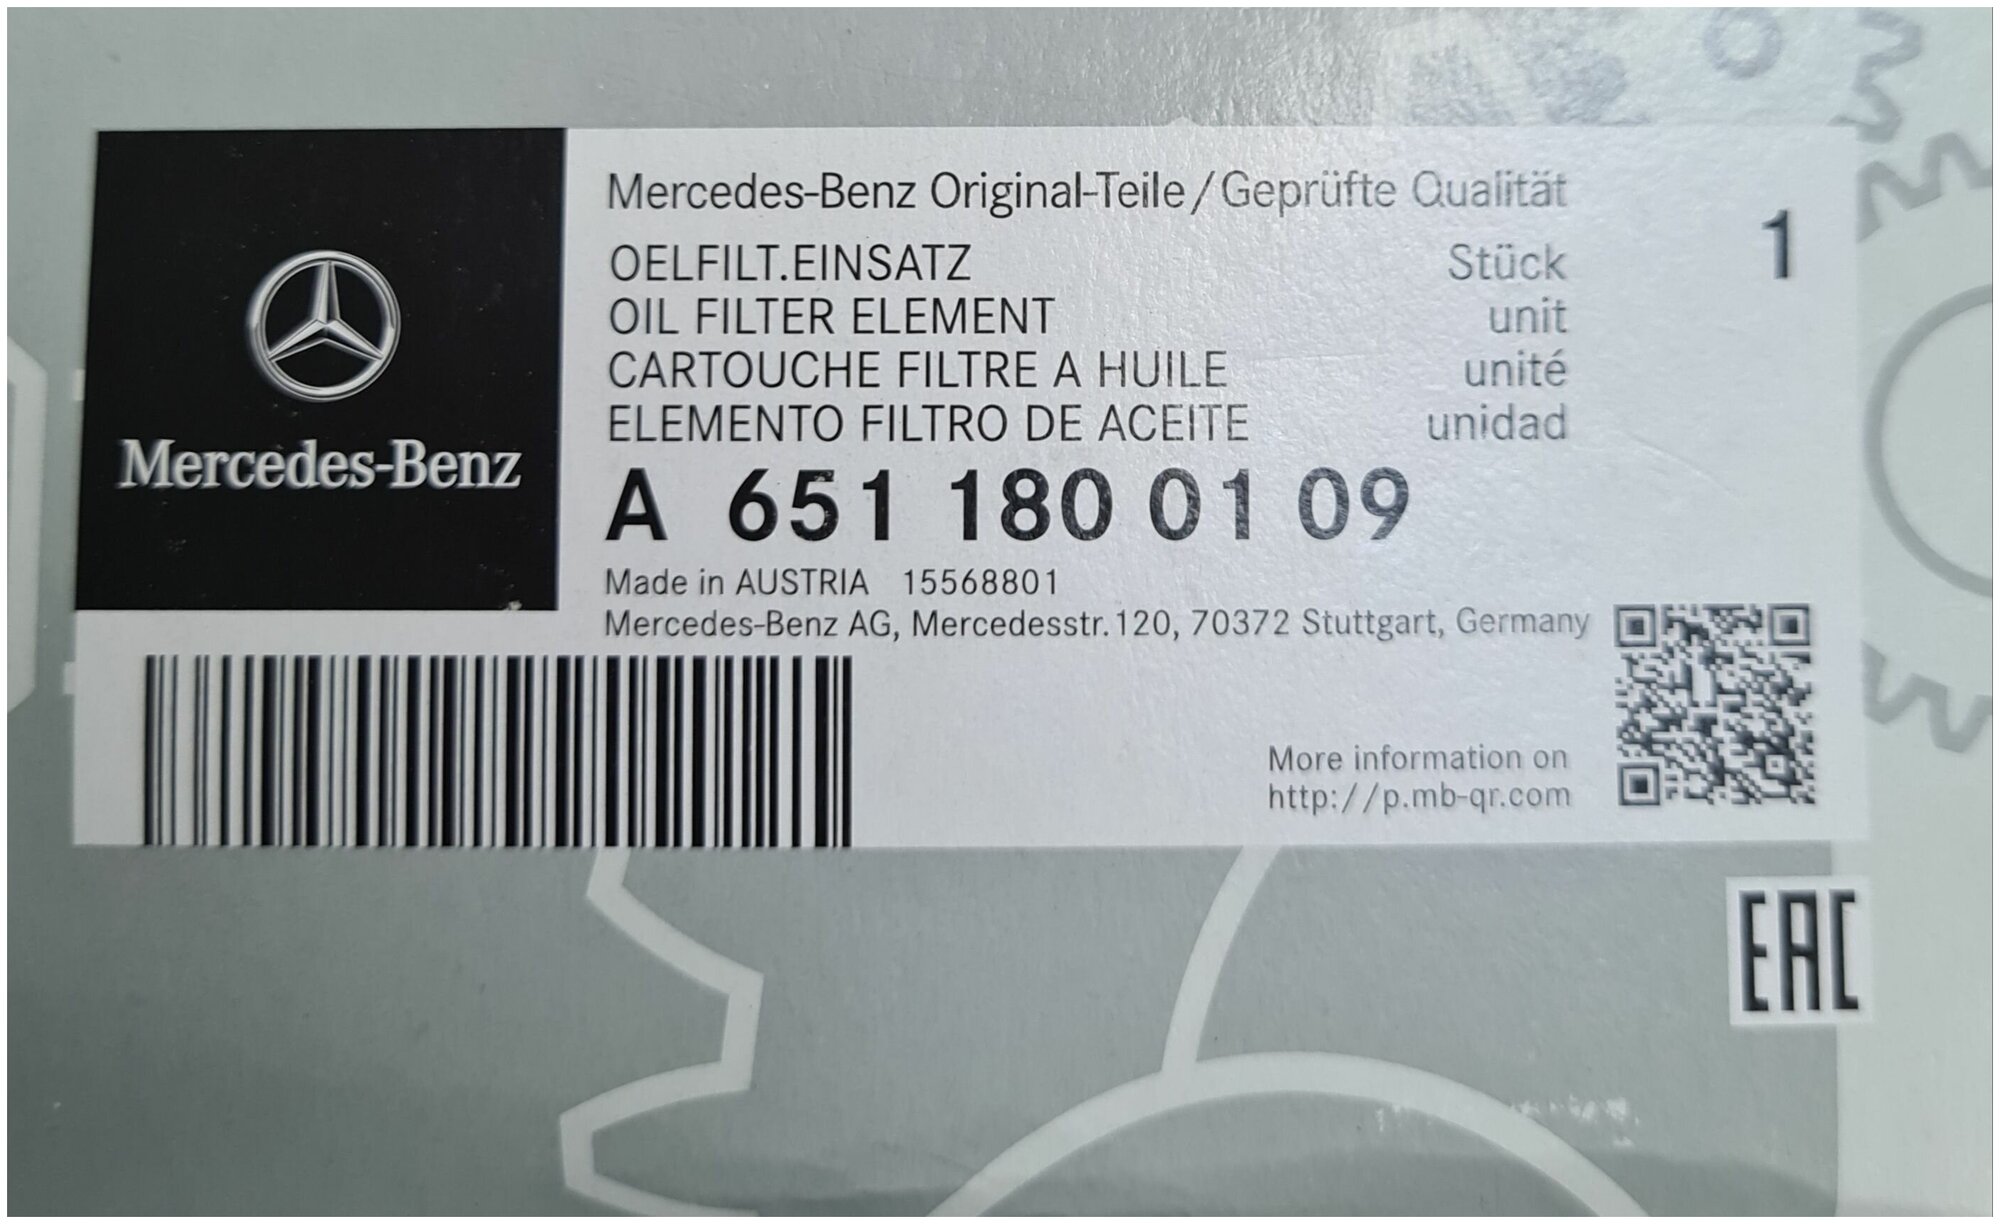 Mercedes-Benz
Mercedes-Benz Original-Teile/Geprüfte Qualität
OELFILT.EINSATZ Stück 1
OIL FILTER ELEMENT unit
CARTOUCHE FILTRE A HUILE unité
ELEMENTO FILTRO DE ACEITE unidad
A 651 180 01 09
Made in AUSTRIA 15568801
Mercedes-Benz AG, Mercedesstr.120, 70372 Stuttgart, Germany
More information on
http://p.mb-qr.com
EAC